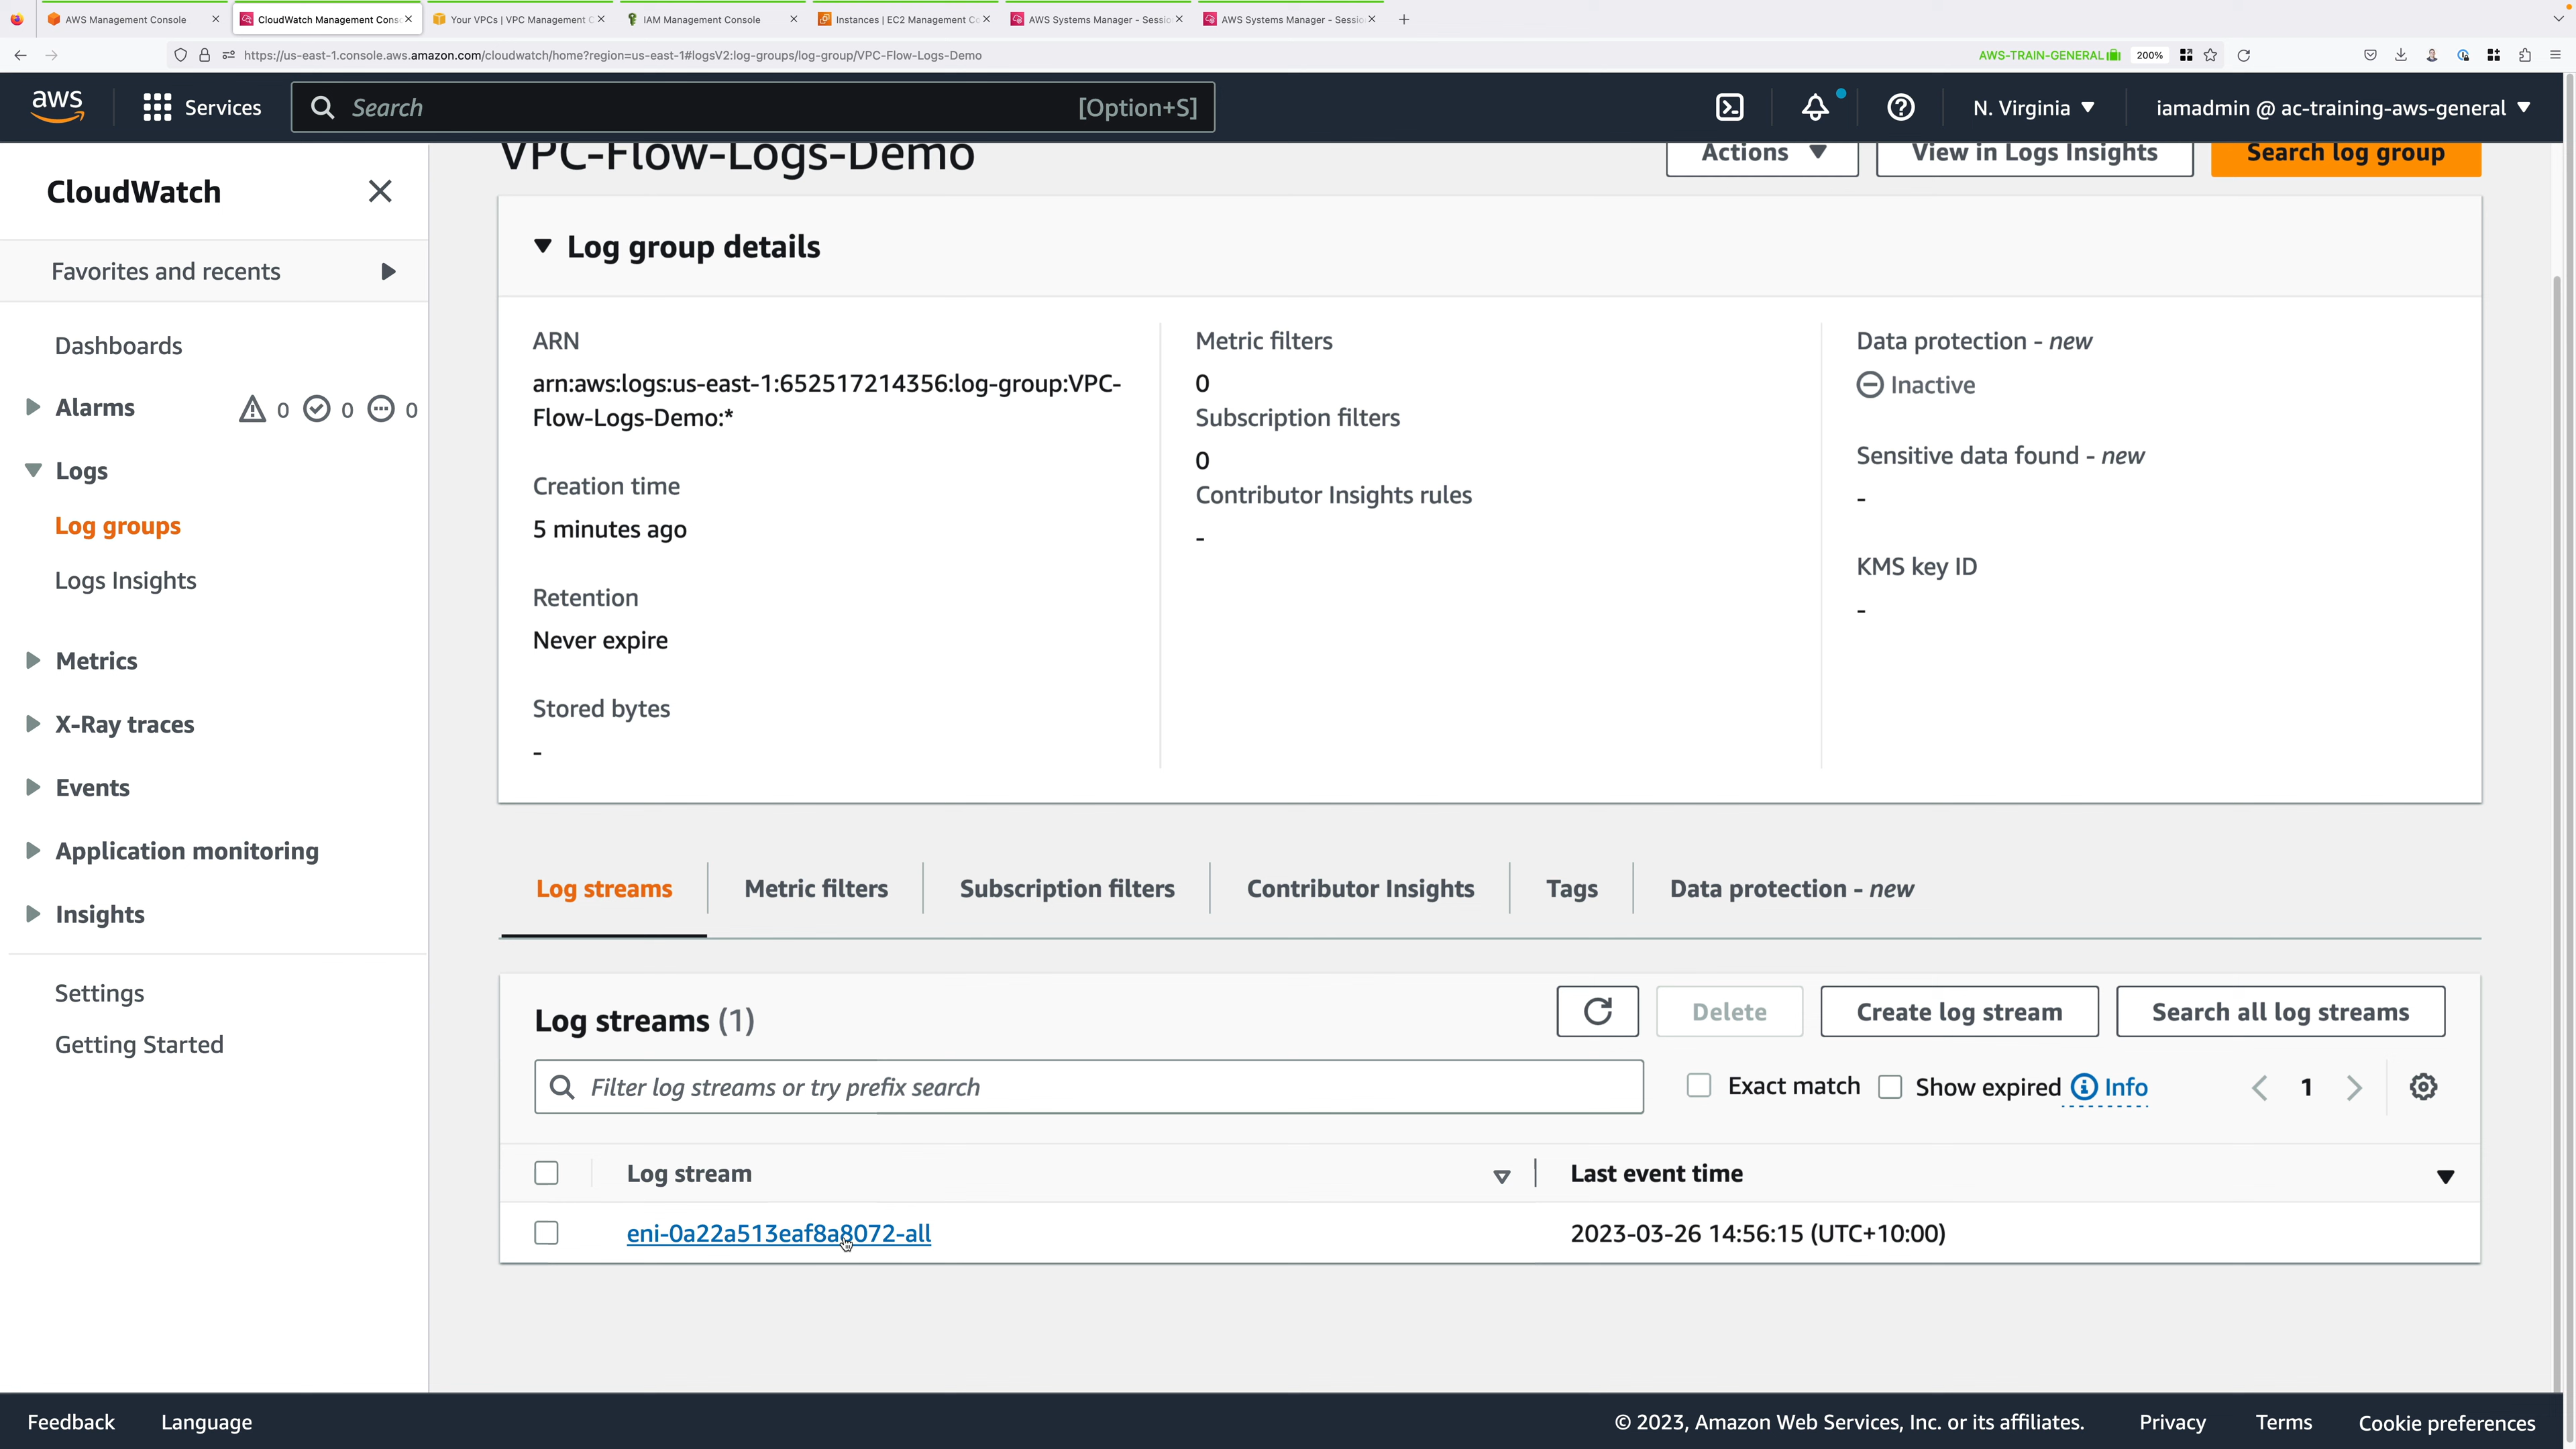 AWS Management Console
CloudWatch Management Cons
Your VPCs | VPC Management C
IAM Management Console
Instances | EC2 Management Co
AWS Systems Manager - Sessio
AWS Systems Manager - Sessio
https://us-east-1.console.aws.amazon.com/cloudwatch/home?region=us-east-1#logsV2:log-groups/log-group/VPC-Flow-Logs-Demo
AWS-TRAIN-GENERAL
200%
aws
Services
Search
[Option+S]
N. Virginia
iamadmin @ ac-training-aws-general
CloudWatch
Favorites and recents
Dashboards
Alarms 0 0 0
Logs
Log groups
Logs Insights
Metrics
X-Ray traces
Events
Application monitoring
Insights
Settings
Getting Started
VPC-Flow-Logs-Demo
Actions
View in Logs Insights
Search log group
Log group details
ARN
arn:aws:logs:us-east-1:652517214356:log-group:VPC-
Flow-Logs-Demo:*
Creation time
5 minutes ago
Retention
Never expire
Stored bytes
-
Metric filters
0
Subscription filters
0
Contributor Insights rules
-
Data protection - new
Inactive
Sensitive data found - new
-
KMS key ID
-
Log streams
Metric filters
Subscription filters
Contributor Insights
Tags
Data protection - new
Log streams (1)
Delete
Create log stream
Search all log streams
Filter log streams or try prefix search
Exact match
Show expired
Info
1
Log stream
Last event time
eni-0a22a513eaf8a8072-all
2023-03-26 14:56:15 (UTC+10:00)
Feedback
Language
© 2023, Amazon Web Services, Inc. or its affiliates.
Privacy
Terms
Cookie preferences